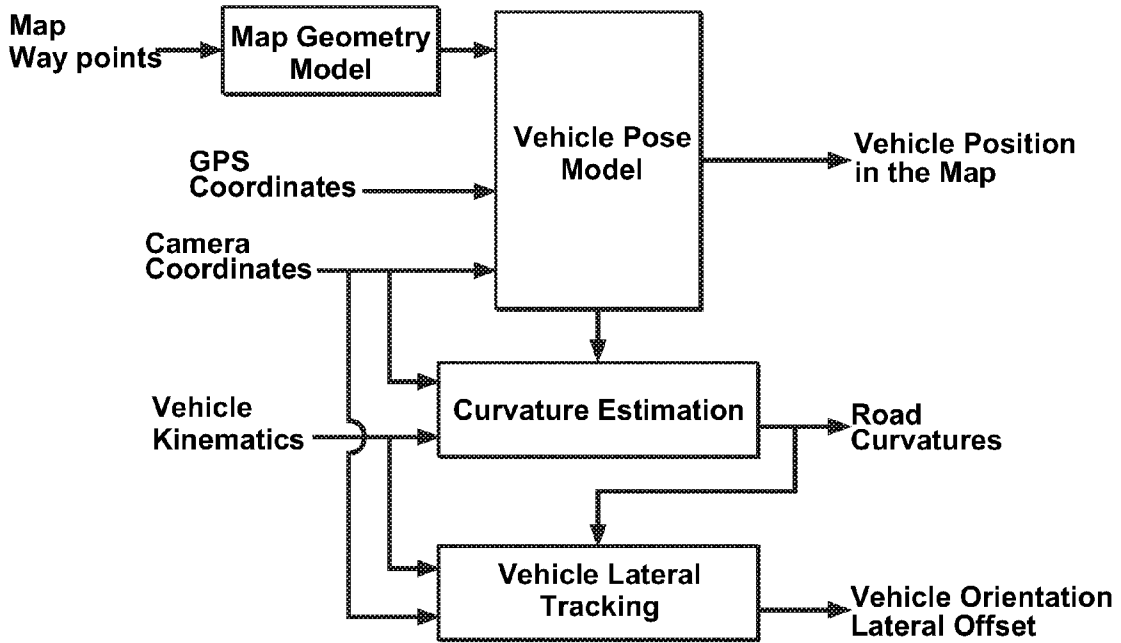 Map
Way points
Map Geometry
Model
Vehicle Pose
Model
GPS
Coordinates
Vehicle Position
in the Map
Camera
Coordinates
Curvature Estimation
Vehicle
Kinematics
Road
Curvatures
Vehicle Lateral
Tracking
Vehicle Orientation
Lateral Offset